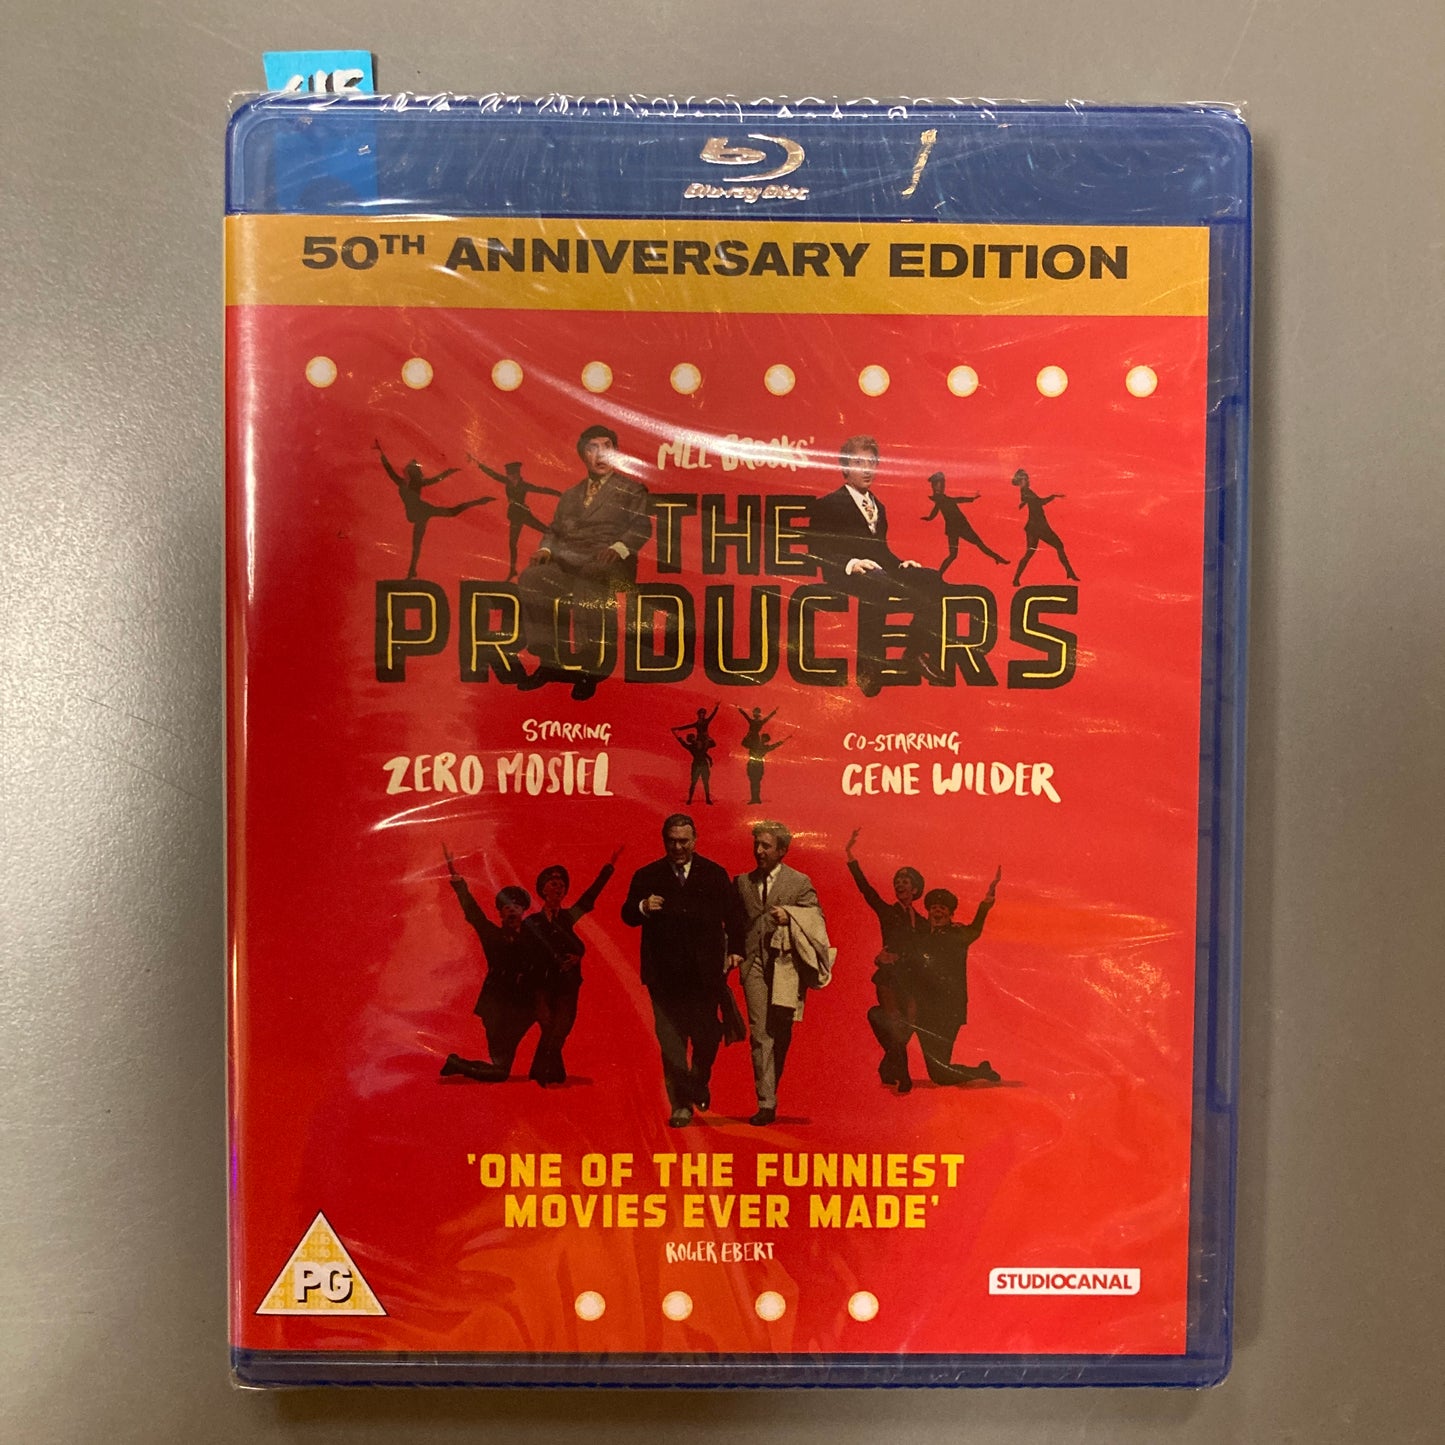 Blu-ray Disc
50TH ANNIVERSARY EDITION
MEL BROOKS'
THE
PRODUCERS
STARRING
ZERO MOSTEL
CO-STARRING
GENE WILDER
'ONE OF THE FUNNIEST
MOVIES EVER MADE'
ROGER EBERT
PG
STUDIOCANAL